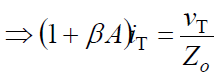 ⇒(1 + βA)i_T = v_T / Z_o